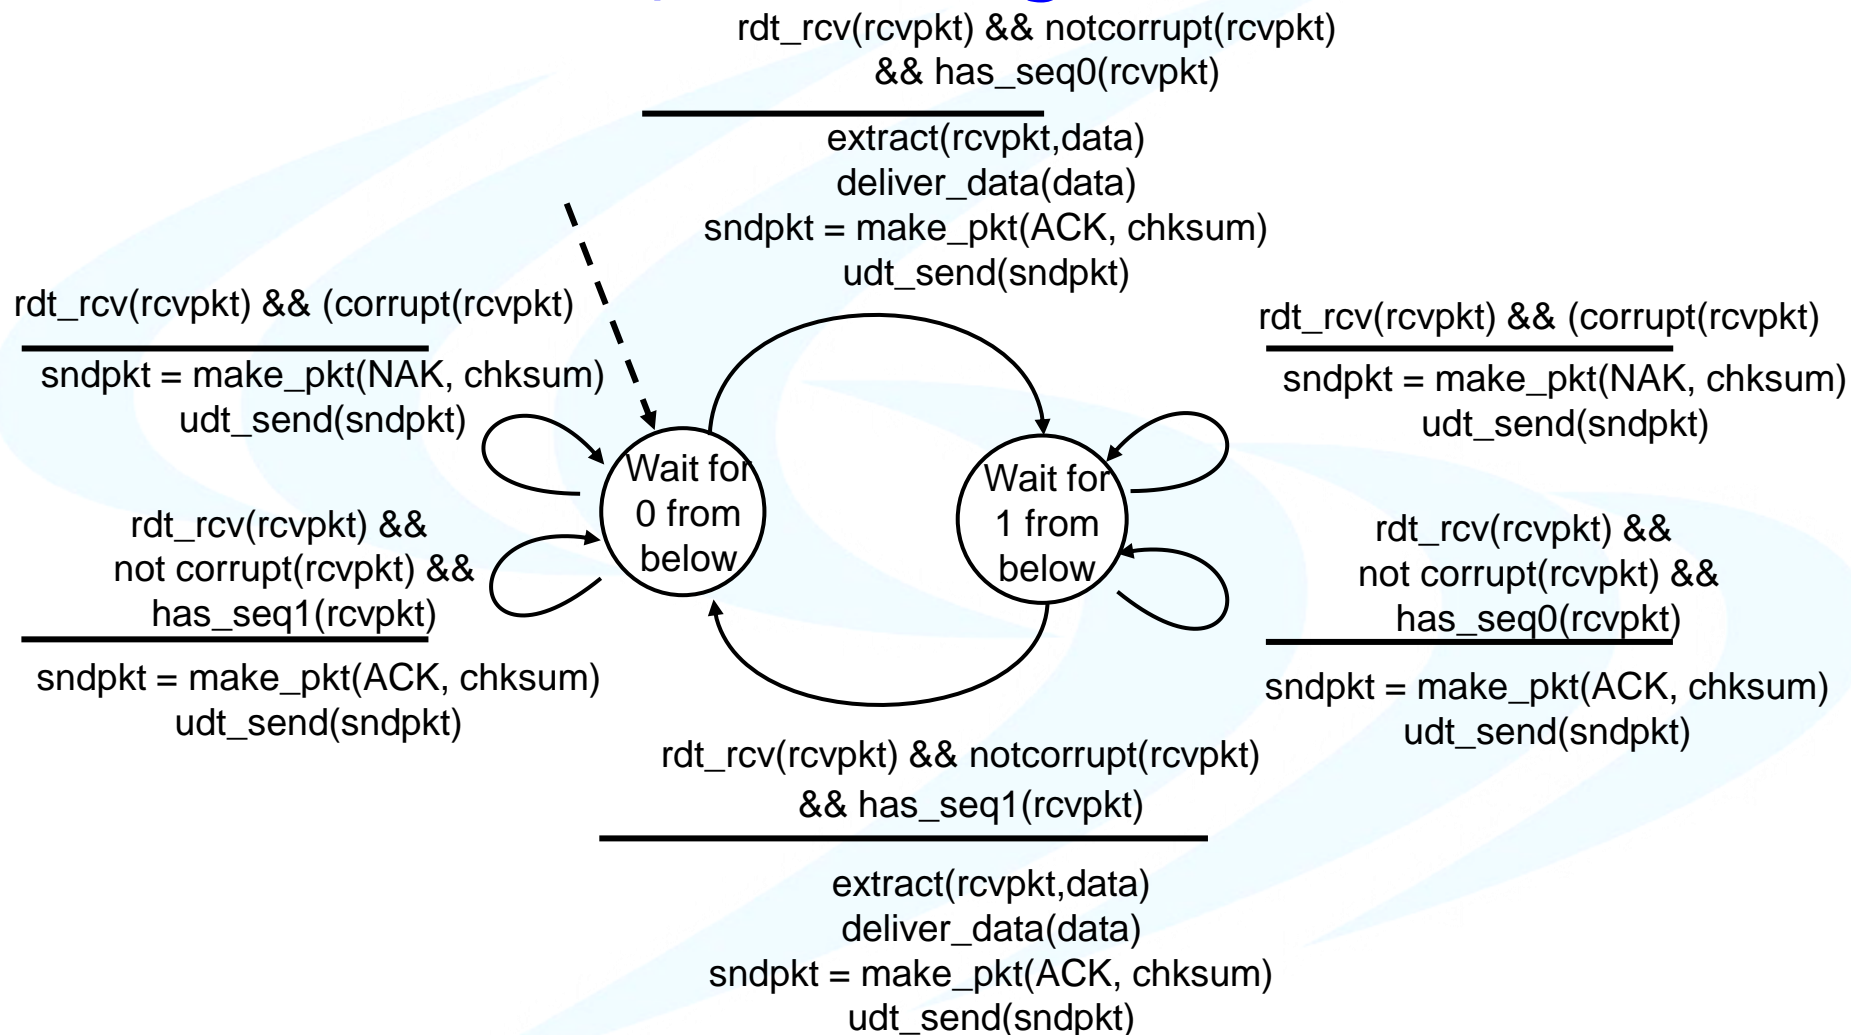 rdt_rcv(rcvpkt) && notcorrupt(rcvpkt)
&& has_seq0(rcvpkt)
extract(rcvpkt,data)
deliver_data(data)
sndpkt = make_pkt(ACK, chksum)
udt_send(sndpkt)
rdt_rcv(rcvpkt) && (corrupt(rcvpkt)
sndpkt = make_pkt(NAK, chksum)
udt_send(sndpkt)
rdt_rcv(rcvpkt) &&
not corrupt(rcvpkt) &&
has_seq1(rcvpkt)
sndpkt = make_pkt(ACK, chksum)
udt_send(sndpkt)
Wait for
0 from
below
Wait for
1 from
below
rdt_rcv(rcvpkt) && (corrupt(rcvpkt)
sndpkt = make_pkt(NAK, chksum)
udt_send(sndpkt)
rdt_rcv(rcvpkt) &&
not corrupt(rcvpkt) &&
has_seq0(rcvpkt)
sndpkt = make_pkt(ACK, chksum)
udt_send(sndpkt)
rdt_rcv(rcvpkt) && notcorrupt(rcvpkt)
&& has_seq1(rcvpkt)
extract(rcvpkt,data)
deliver_data(data)
sndpkt = make_pkt(ACK, chksum)
udt_send(sndpkt)